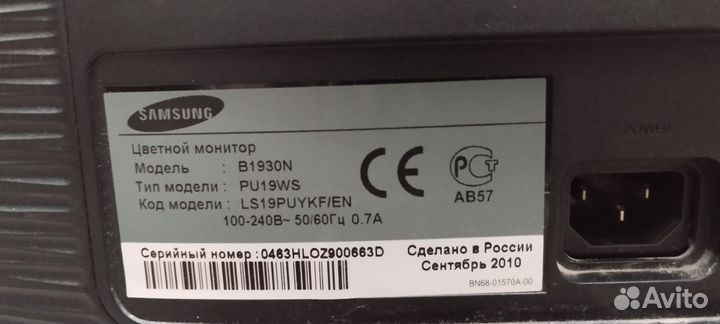 SAMSUNG
Цветной монитор
Модель : B1930N
Тип модели : PU19WS
Код модели : LS19PUYKF/EN
100-240В~ 50/60Гц 0.7A
CE
РСТ
АВ57
POWER
Серийный номер :0463HLOZ900663D
Сделано в России
Сентябрь 2010
BN68-01570A-00
Avito